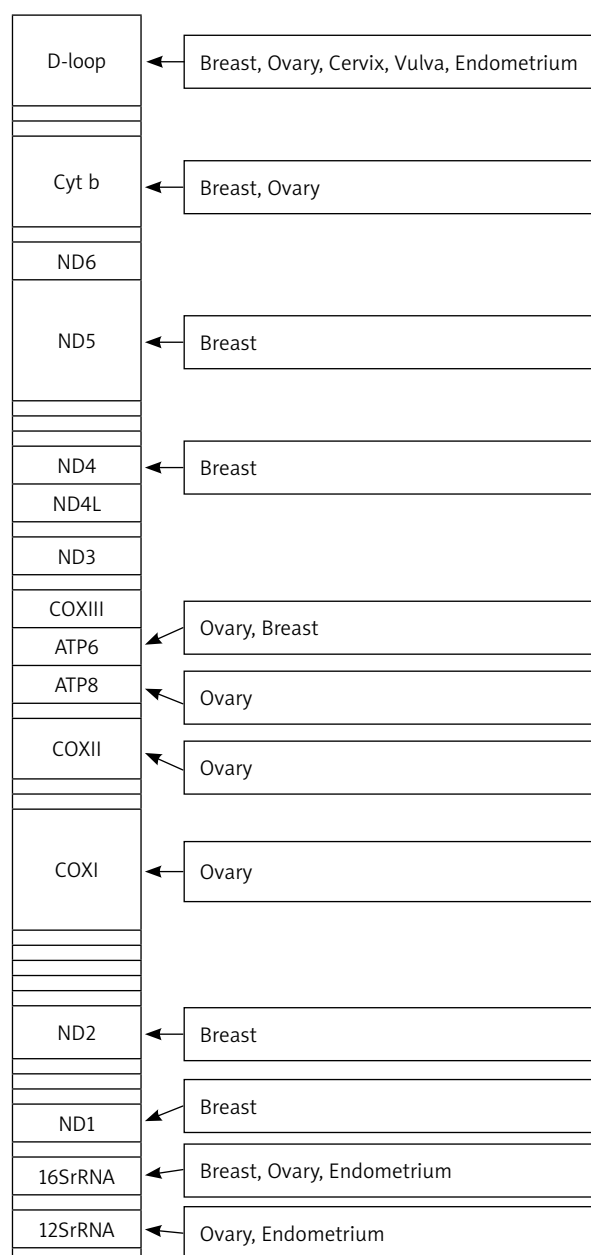 D-loop
Breast, Ovary, Cervix, Vulva, Endometrium
Cyt b
Breast, Ovary
ND6
ND5
Breast
ND4
Breast
ND4L
ND3
COXIII
Ovary, Breast
ATP6
ATP8
Ovary
COXII
Ovary
COXI
Ovary
ND2
Breast
Breast
ND1
Breast, Ovary, Endometrium
16SrRNA
12SrRNA
Ovary, Endometrium